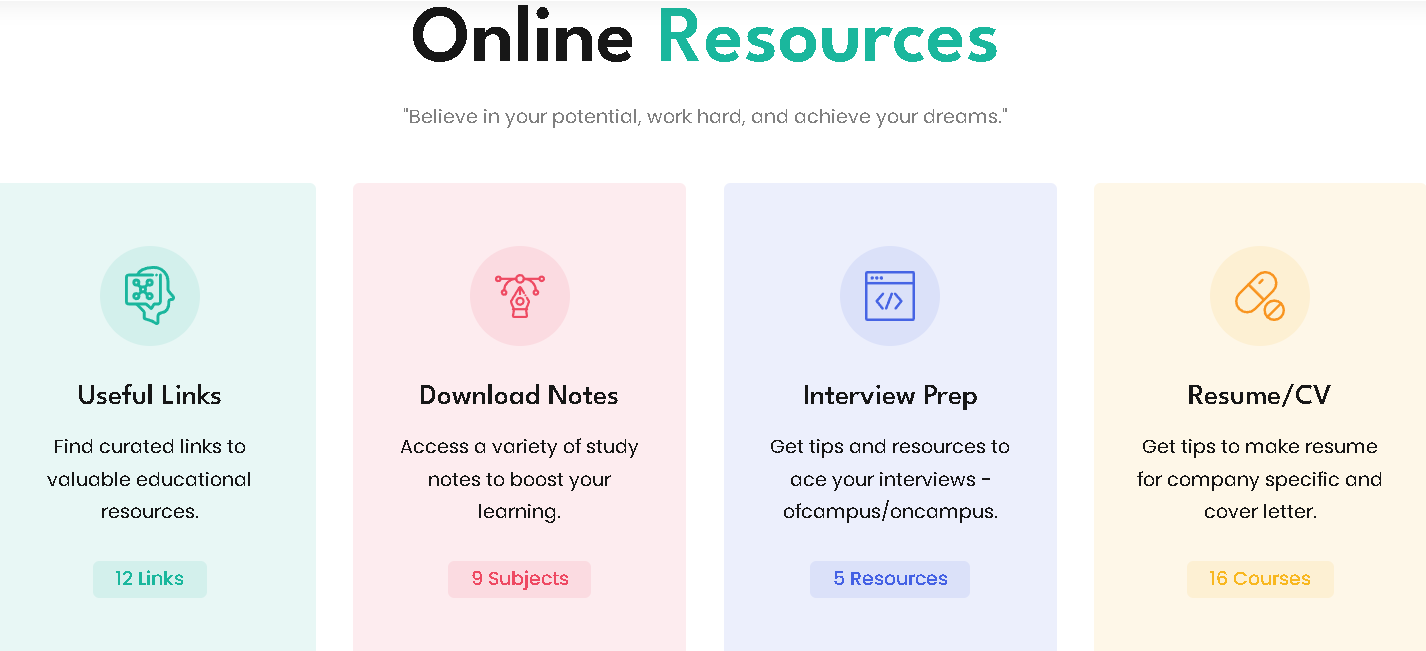 Online Resources
"Believe in your potential, work hard, and achieve your dreams."
Useful Links
Find curated links to
valuable educational
resources.
12 Links
Download Notes
Access a variety of study
notes to boost your
learning.
9 Subjects
Interview Prep
Get tips and resources to
ace your interviews -
ofcampus/oncampus.
5 Resources
Resume/CV
Get tips to make resume
for company specific and
cover letter.
16 Courses